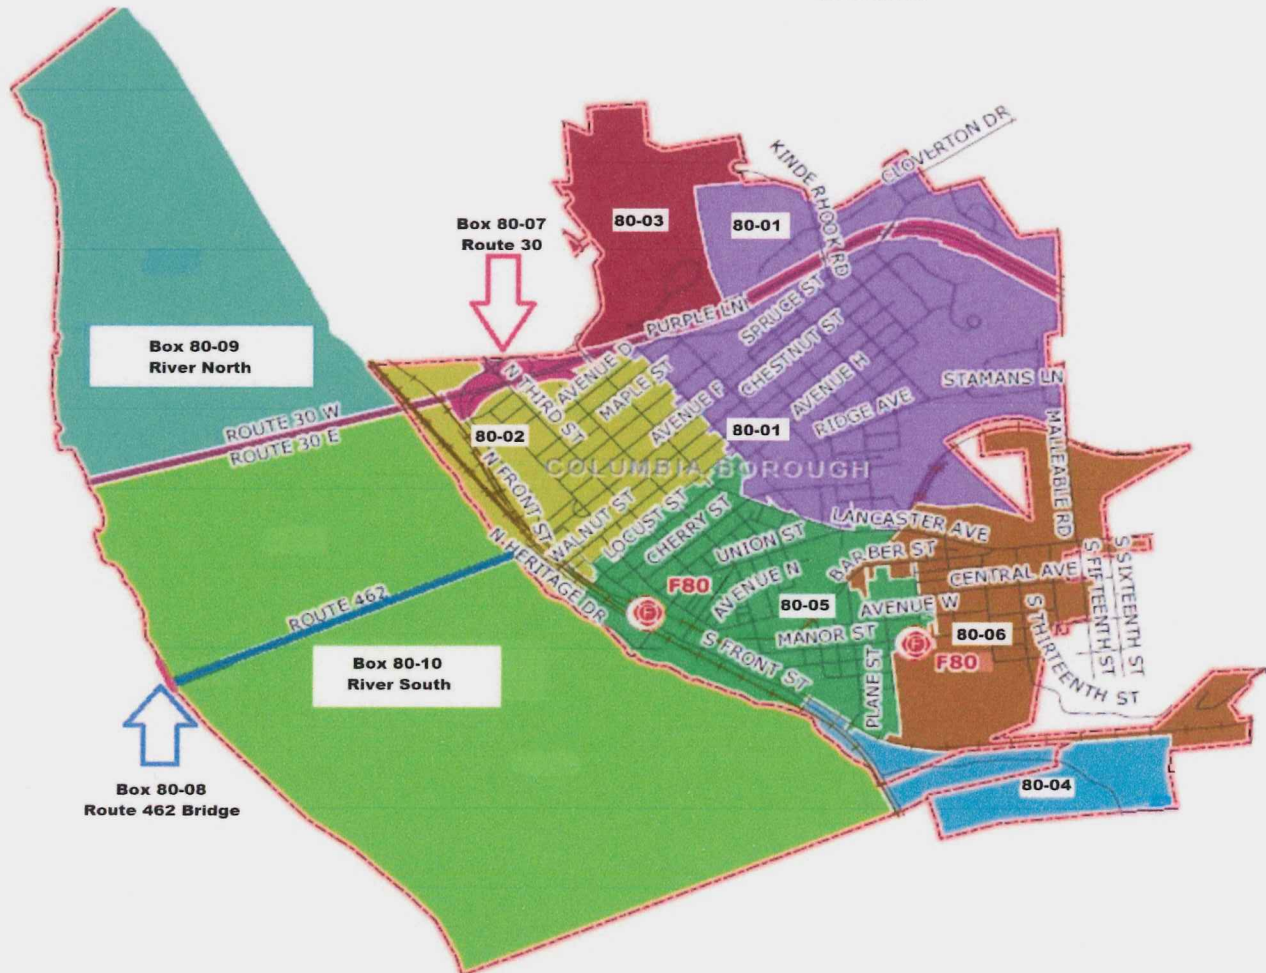 CLOVERTON DR
KINDERHOOK RD
80-03
80-01
Box 80-07
Route 30
PURPLE LN
SPRUCE ST
CHESTNUT ST
AVENUE H
RIDGE AVE
STAMANS LN
MALLEABLE RD
Box 80-09
River North
AVENUE D
N THIRD ST
MAPLE ST
AVENUE F
ROUTE 30 W
ROUTE 30 E
80-02
80-01
COLUMBIA BOROUGH
N FRONT ST
WALNUT ST
LOCUST ST
CHERRY ST
UNION ST
LANCASTER AVE
BARBER ST
CENTRAL AVE
S FIFTEENTH ST
S SIXTEENTH ST
N HERITAGE DR
F80
F
AVENUE N
80-05
AVENUE W
MANOR ST
80-06
S THIRTEENTH ST
F
F80
ROUTE 462
Box 80-10
River South
S FRONT ST
PLANE ST
80-04
Box 80-08
Route 462 Bridge